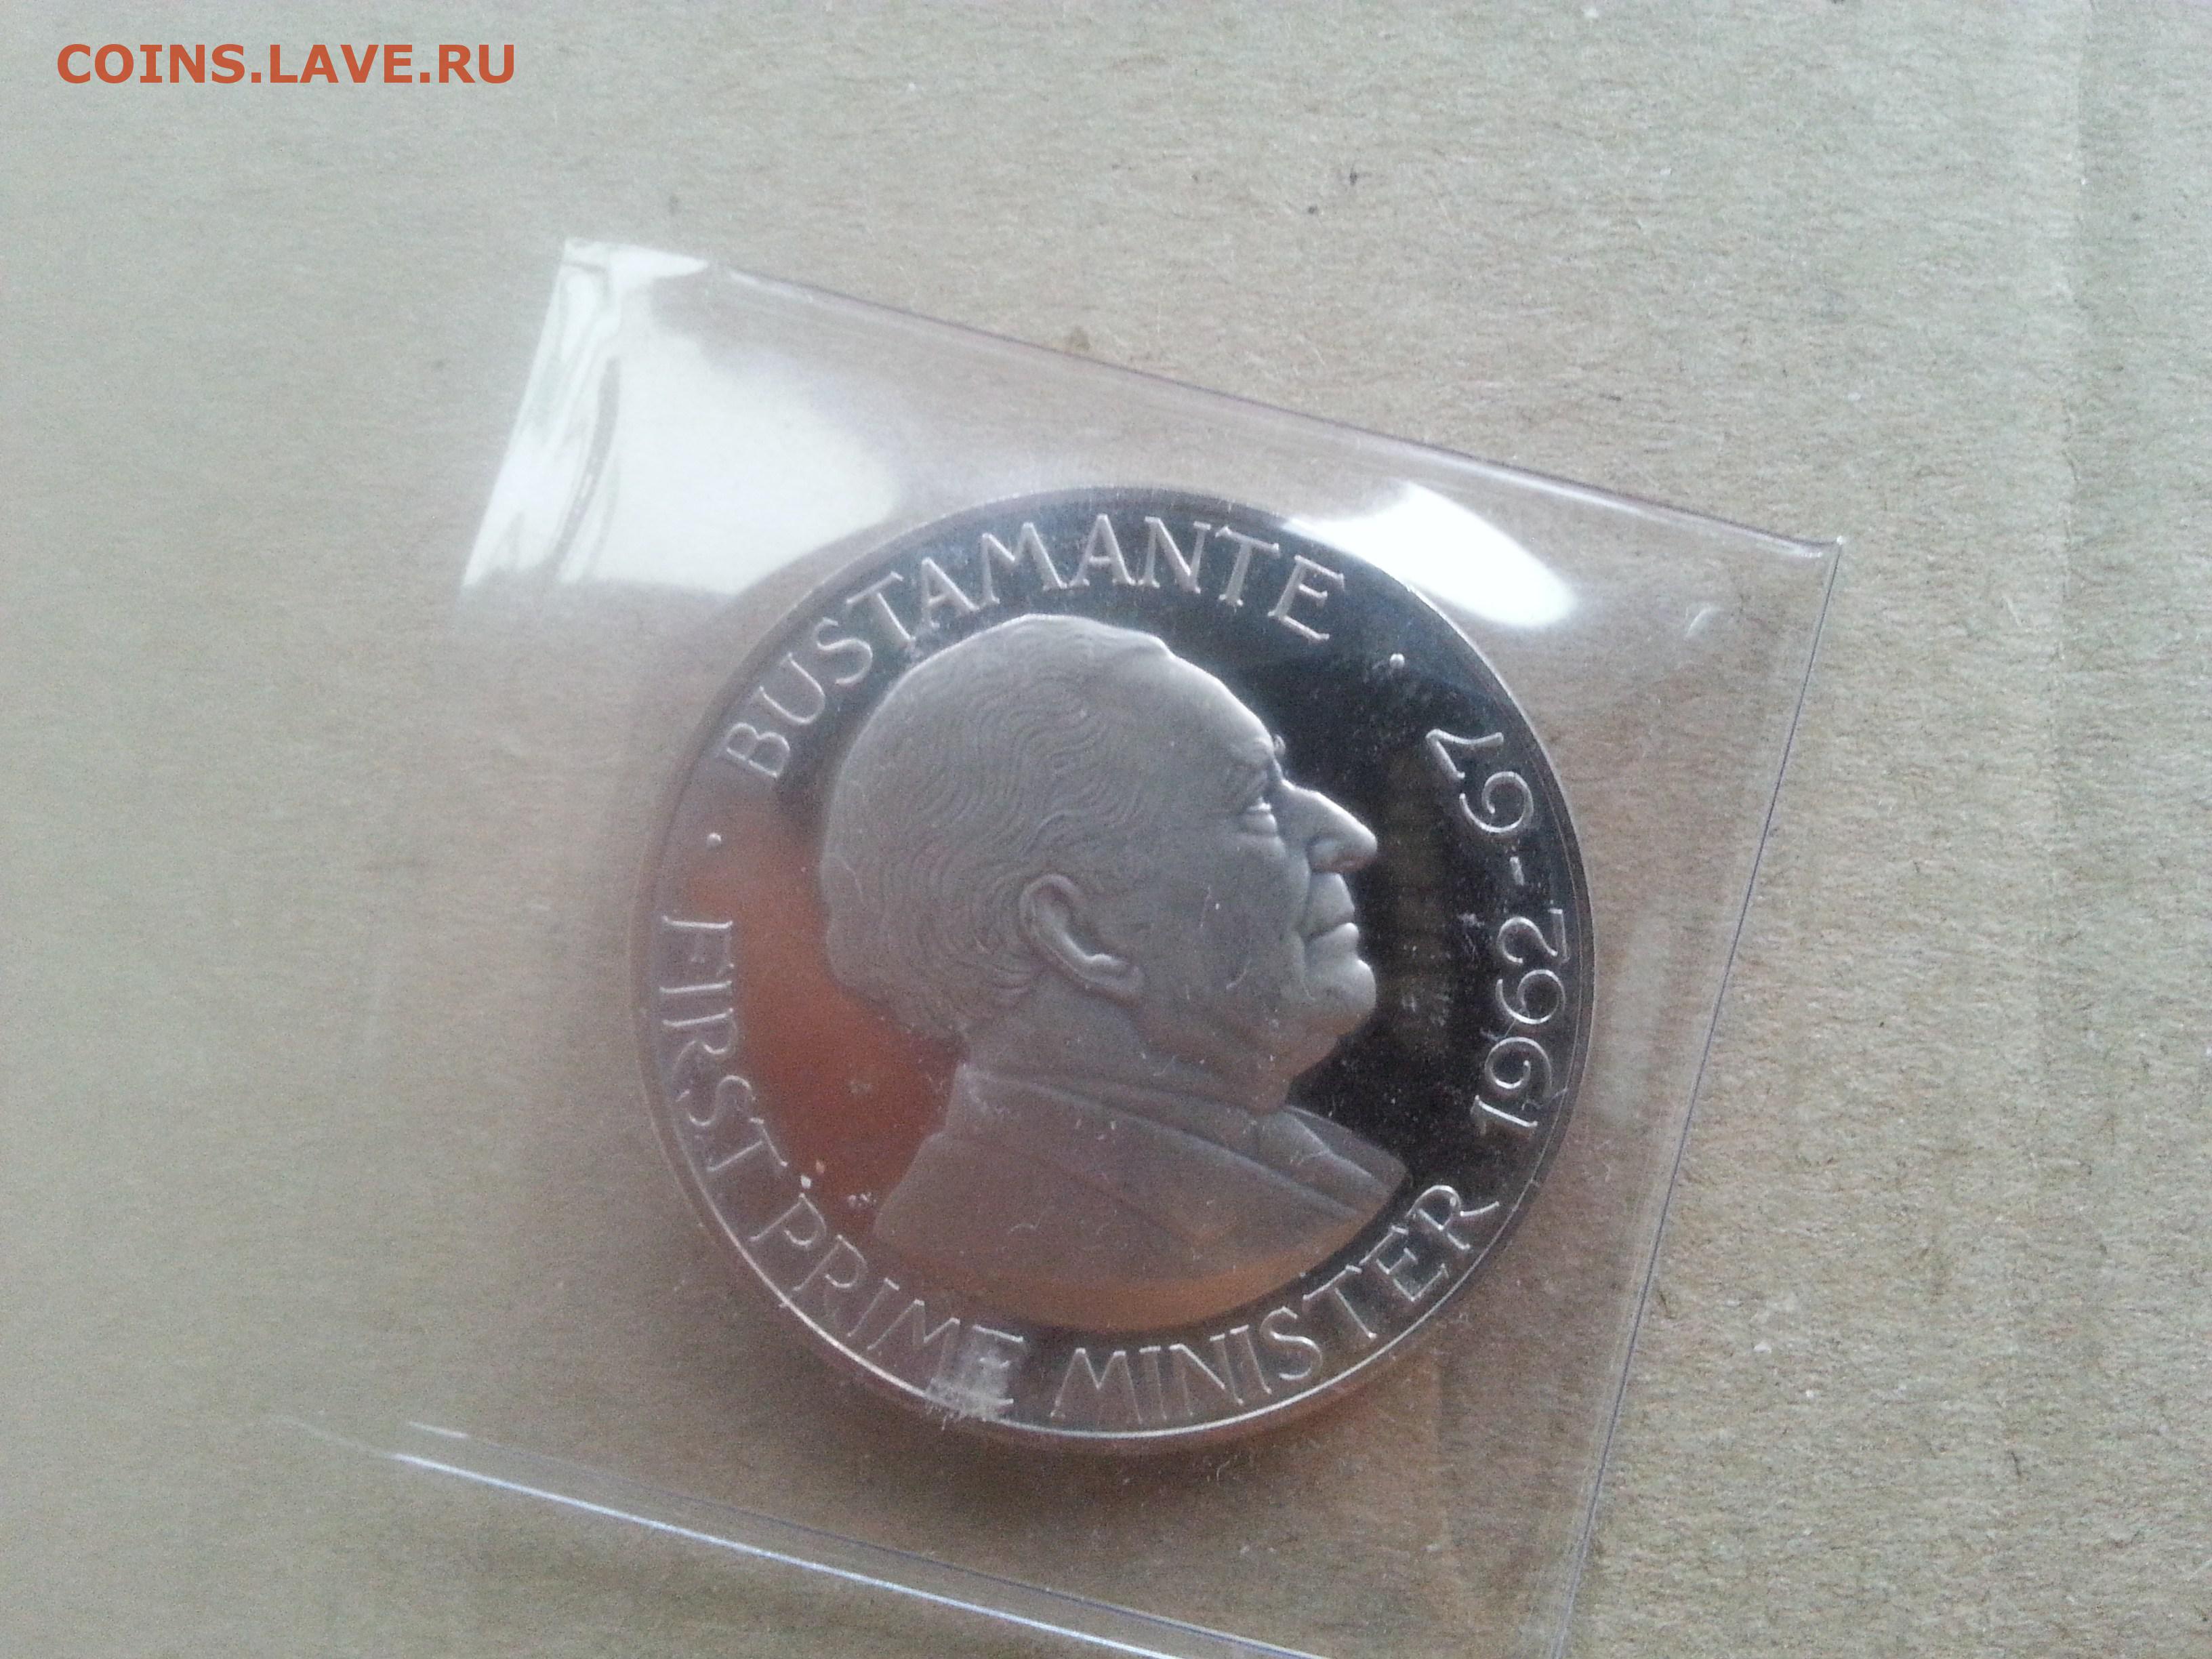 COINS.LAVE.RU
· BUSTAMANTE ·
FIRST PRIME MINISTER 1962-67